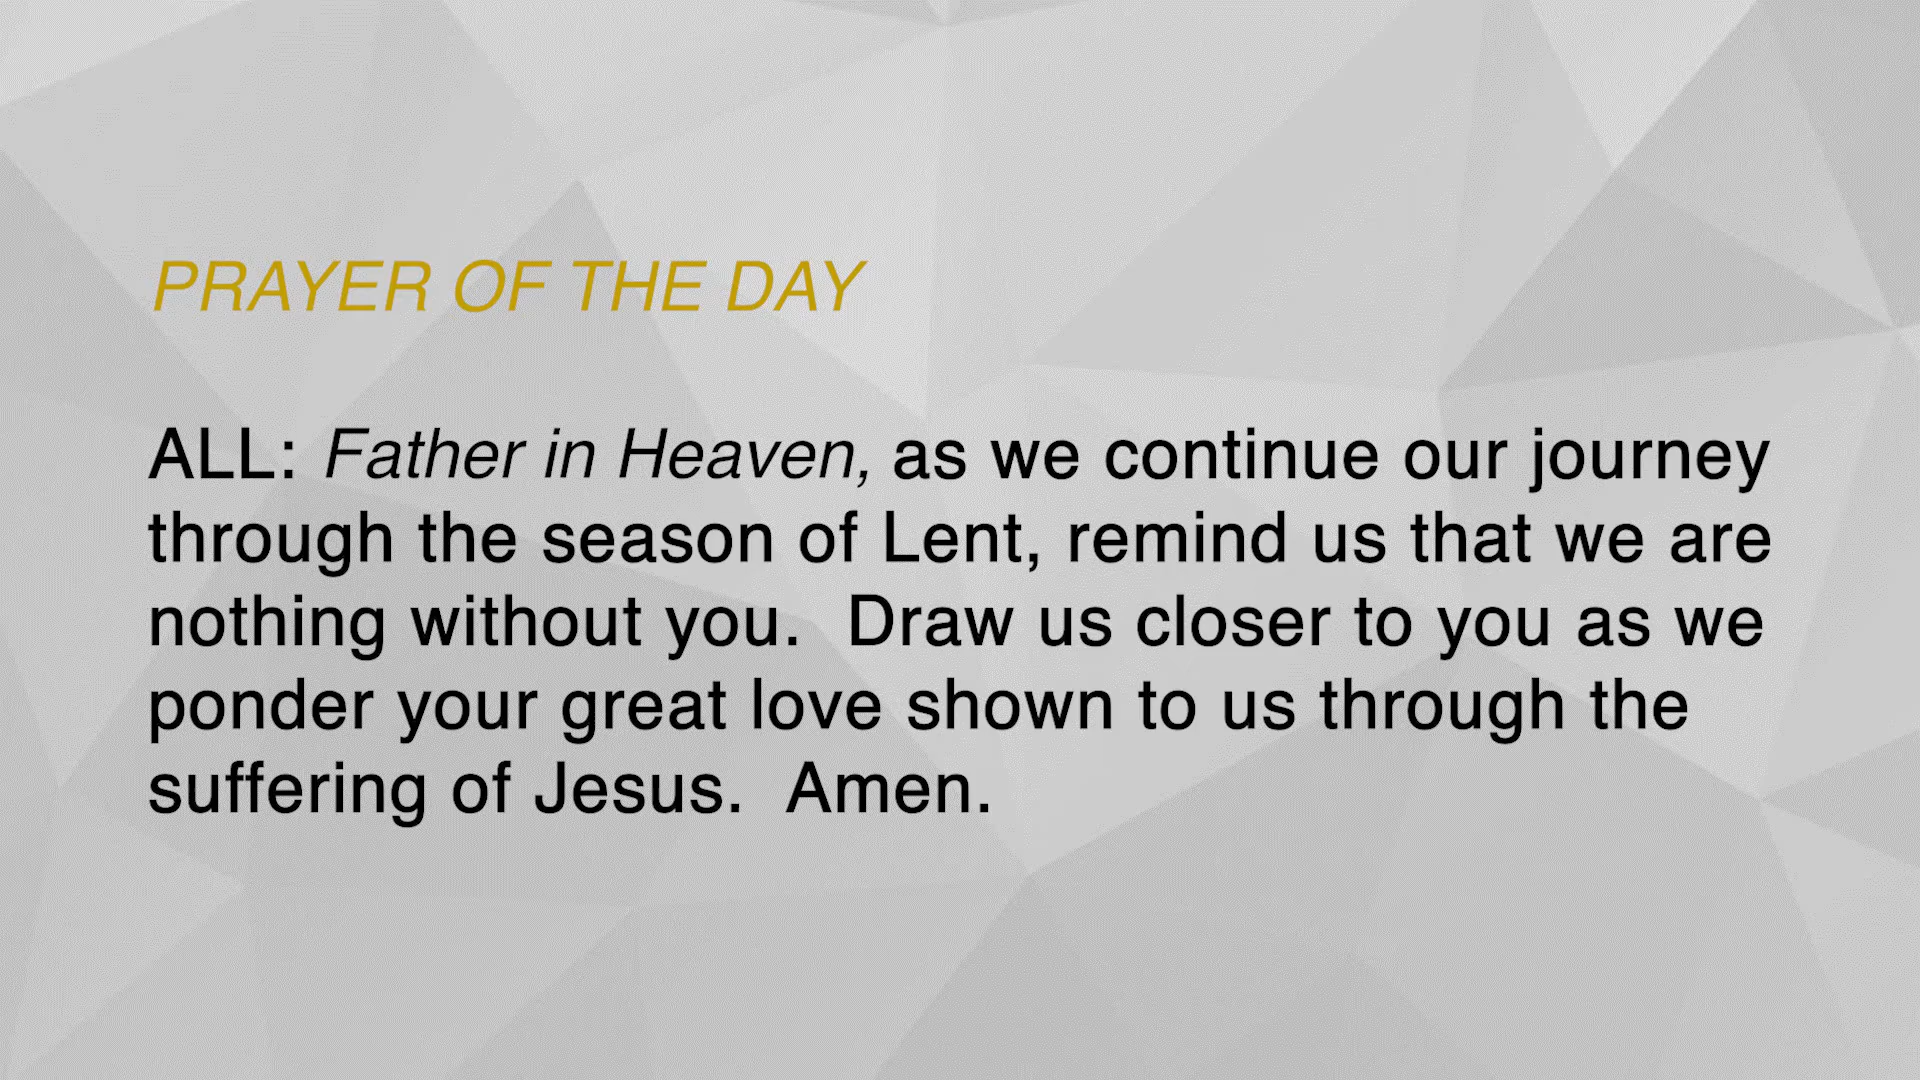 PRAYER OF THE DAY
ALL: Father in Heaven, as we continue our journey
through the season of Lent, remind us that we are
nothing without you.  Draw us closer to you as we
ponder your great love shown to us through the
suffering of Jesus.  Amen.